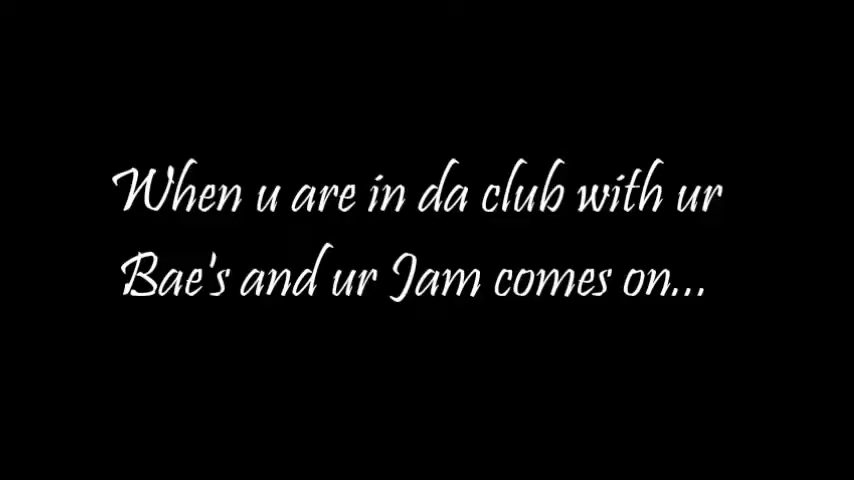 When u are in da club with ur
Bae's and ur Jam comes on...